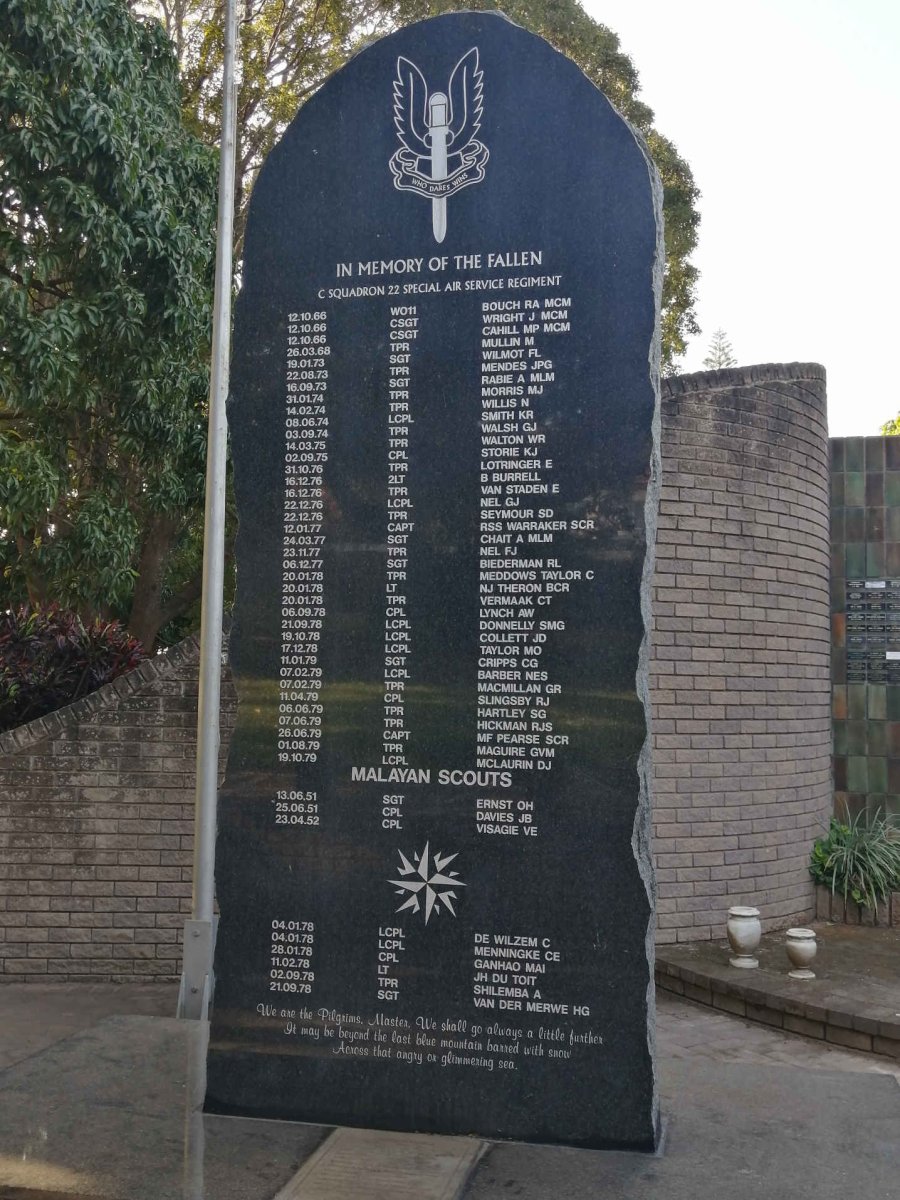 WHO DARES WINS
IN MEMORY OF THE FALLEN
C SQUADRON 22 SPECIAL AIR SERVICE REGIMENT
12.10.66 WO11 BOUCH RA MCM
12.10.66 CSGT WRIGHT J MCM
12.10.66 CSGT CAHILL MP MCM
26.03.68 TPR MULLIN M
19.01.73 SGT WILMOT FL
22.08.73 TPR MENDES JPG
16.09.73 SGT RABIE A MLM
31.01.74 TPR MORRIS MJ
14.02.74 TPR WILLIS N
08.06.74 LCPL SMITH KR
03.09.74 TPR WALSH GJ
14.03.75 TPR WALTON WR
02.09.75 CPL STORIE KJ
31.10.76 TPR LOTRINGER E
16.12.76 2LT B BURRELL
16.12.76 TPR VAN STADEN E
22.12.76 LCPL NEL GJ
22.12.76 TPR SEYMOUR SD
12.01.77 CAPT RSS WARRAKER SCR
24.03.77 SGT CHAIT A MLM
23.11.77 TPR NEL FJ
06.12.77 SGT BIEDERMAN RL
20.01.78 TPR MEDDOWS TAYLOR C
20.01.78 LT NJ THERON BCR
20.01.78 TPR VERMAAK CT
06.09.78 CPL LYNCH AW
21.09.78 LCPL DONNELLY SMG
19.10.78 LCPL COLLETT JD
17.12.78 LCPL TAYLOR MO
11.01.79 SGT CRIPPS CG
07.02.79 LCPL BARBER NES
07.02.79 TPR MACMILLAN GR
11.04.79 CPL SLINGSBY RJ
06.06.79 TPR HARTLEY SG
07.06.79 TPR HICKMAN RJS
26.06.79 CAPT MF PEARSE SCR
01.08.79 TPR MAGUIRE GVM
19.10.79 LCPL MCLAURIN DJ
MALAYAN SCOUTS
13.06.51 SGT ERNST OH
25.06.51 CPL DAVIES JB
23.04.52 CPL VISAGIE VE
04.01.78 LCPL DE WILZEM C
04.01.78 LCPL MENNINGKE CE
28.01.78 CPL GANHAO MAI
11.02.78 LT JH DU TOIT
02.09.78 TPR SHILEMBA A
21.09.78 SGT VAN DER MERWE HG
We are the Pilgrims, Master, We shall go always a little further
It may be beyond the last blue mountain barred with snow
Across that angry or glimmering sea.